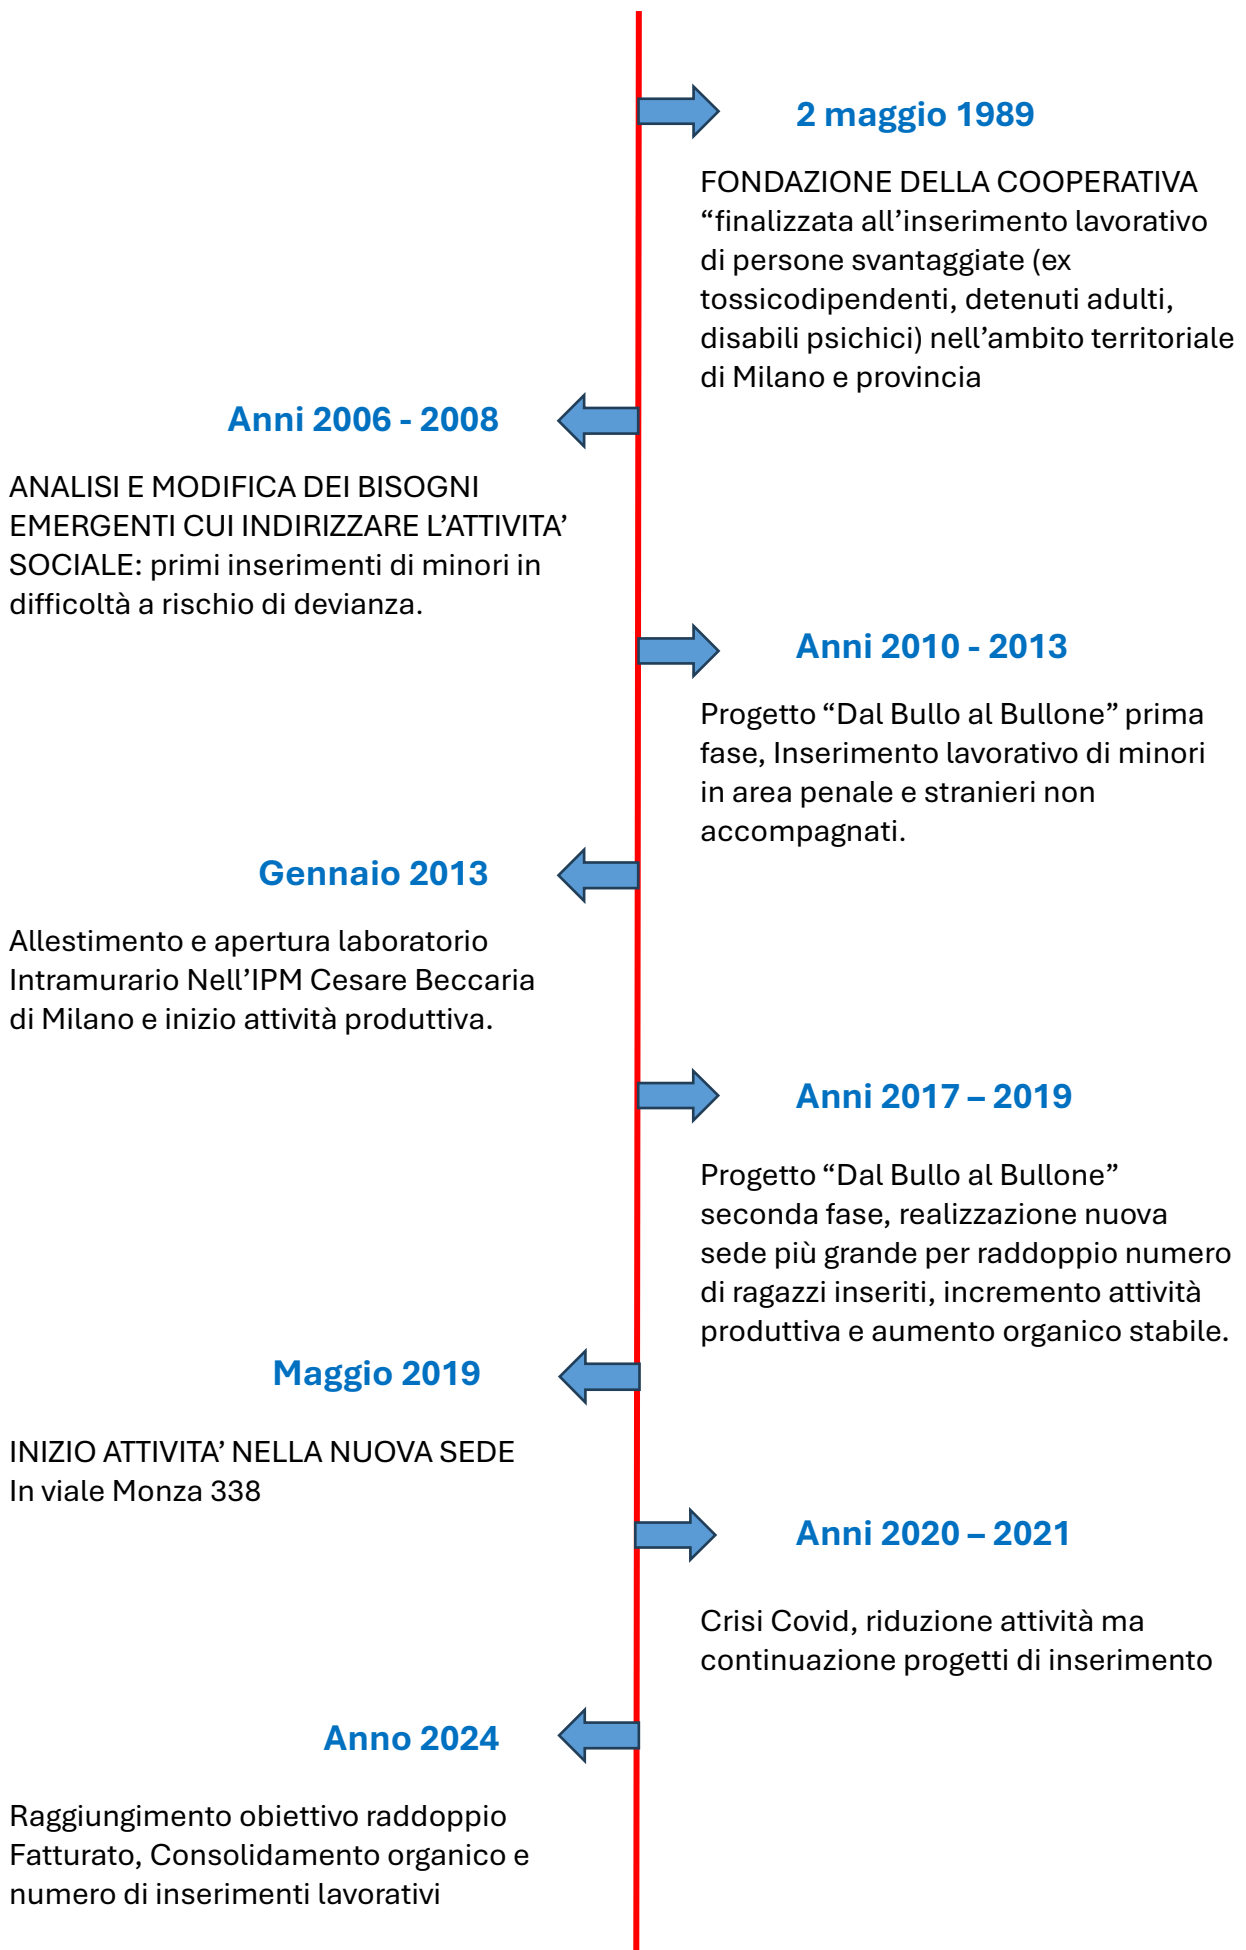 2 maggio 1989
FONDAZIONE DELLA COOPERATIVA
“finalizzata all’inserimento lavorativo
di persone svantaggiate (ex
tossicodipendenti, detenuti adulti,
disabili psichici) nell’ambito territoriale
di Milano e provincia
Anni 2006 - 2008
ANALISI E MODIFICA DEI BISOGNI
EMERGENTI CUI INDIRIZZARE L’ATTIVITA’
SOCIALE: primi inserimenti di minori in
difficoltà a rischio di devianza.
Anni 2010 - 2013
Progetto “Dal Bullo al Bullone” prima
fase, Inserimento lavorativo di minori
in area penale e stranieri non
accompagnati.
Gennaio 2013
Allestimento e apertura laboratorio
Intramurario Nell’IPM Cesare Beccaria
di Milano e inizio attività produttiva.
Anni 2017 – 2019
Progetto “Dal Bullo al Bullone”
seconda fase, realizzazione nuova
sede più grande per raddoppio numero
di ragazzi inseriti, incremento attività
produttiva e aumento organico stabile.
Maggio 2019
INIZIO ATTIVITA’ NELLA NUOVA SEDE
In viale Monza 338
Anni 2020 – 2021
Crisi Covid, riduzione attività ma
continuazione progetti di inserimento
Anno 2024
Raggiungimento obiettivo raddoppio
Fatturato, Consolidamento organico e
numero di inserimenti lavorativi